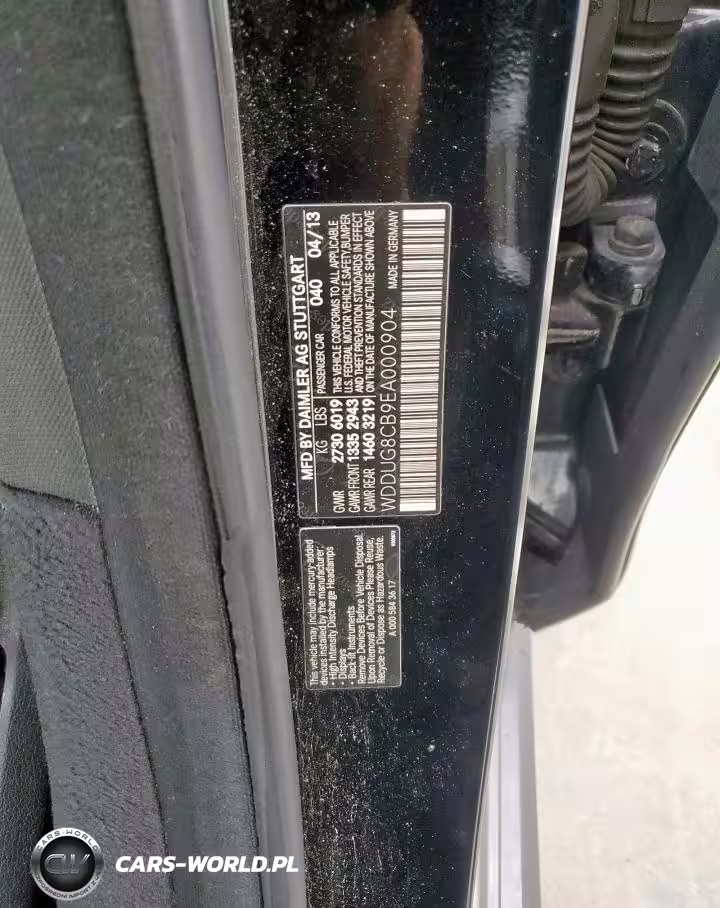 MFD BY DAIMLER AG STUTTGART
KG LBS PASSENGER CAR 040 04/13
GVWR 2730 6019 THIS VEHICLE CONFORMS TO ALL APPLICABLE
GAWR FRONT 1335 2943 U.S. FEDERAL MOTOR VEHICLE SAFETY, BUMPER
AND THEFT PREVENTION STANDARDS IN EFFECT
GAWR REAR 1460 3219 ON THE DATE OF MANUFACTURE SHOWN ABOVE
WDDUG8CB9EA000904 MADE IN GERMANY
This vehicle may include mercury-added
devices installed by the manufacturer:
• High Intensity Discharge Headlamps
• Displays
• Back-lit Instruments
Remove Devices Before Vehicle Disposal.
Upon Removal of Devices Please Reuse,
Recycle or Dispose as Hazardous Waste.
A 000 584 36 17
CARS-WORLD
CW
CARS-WORLD.PL